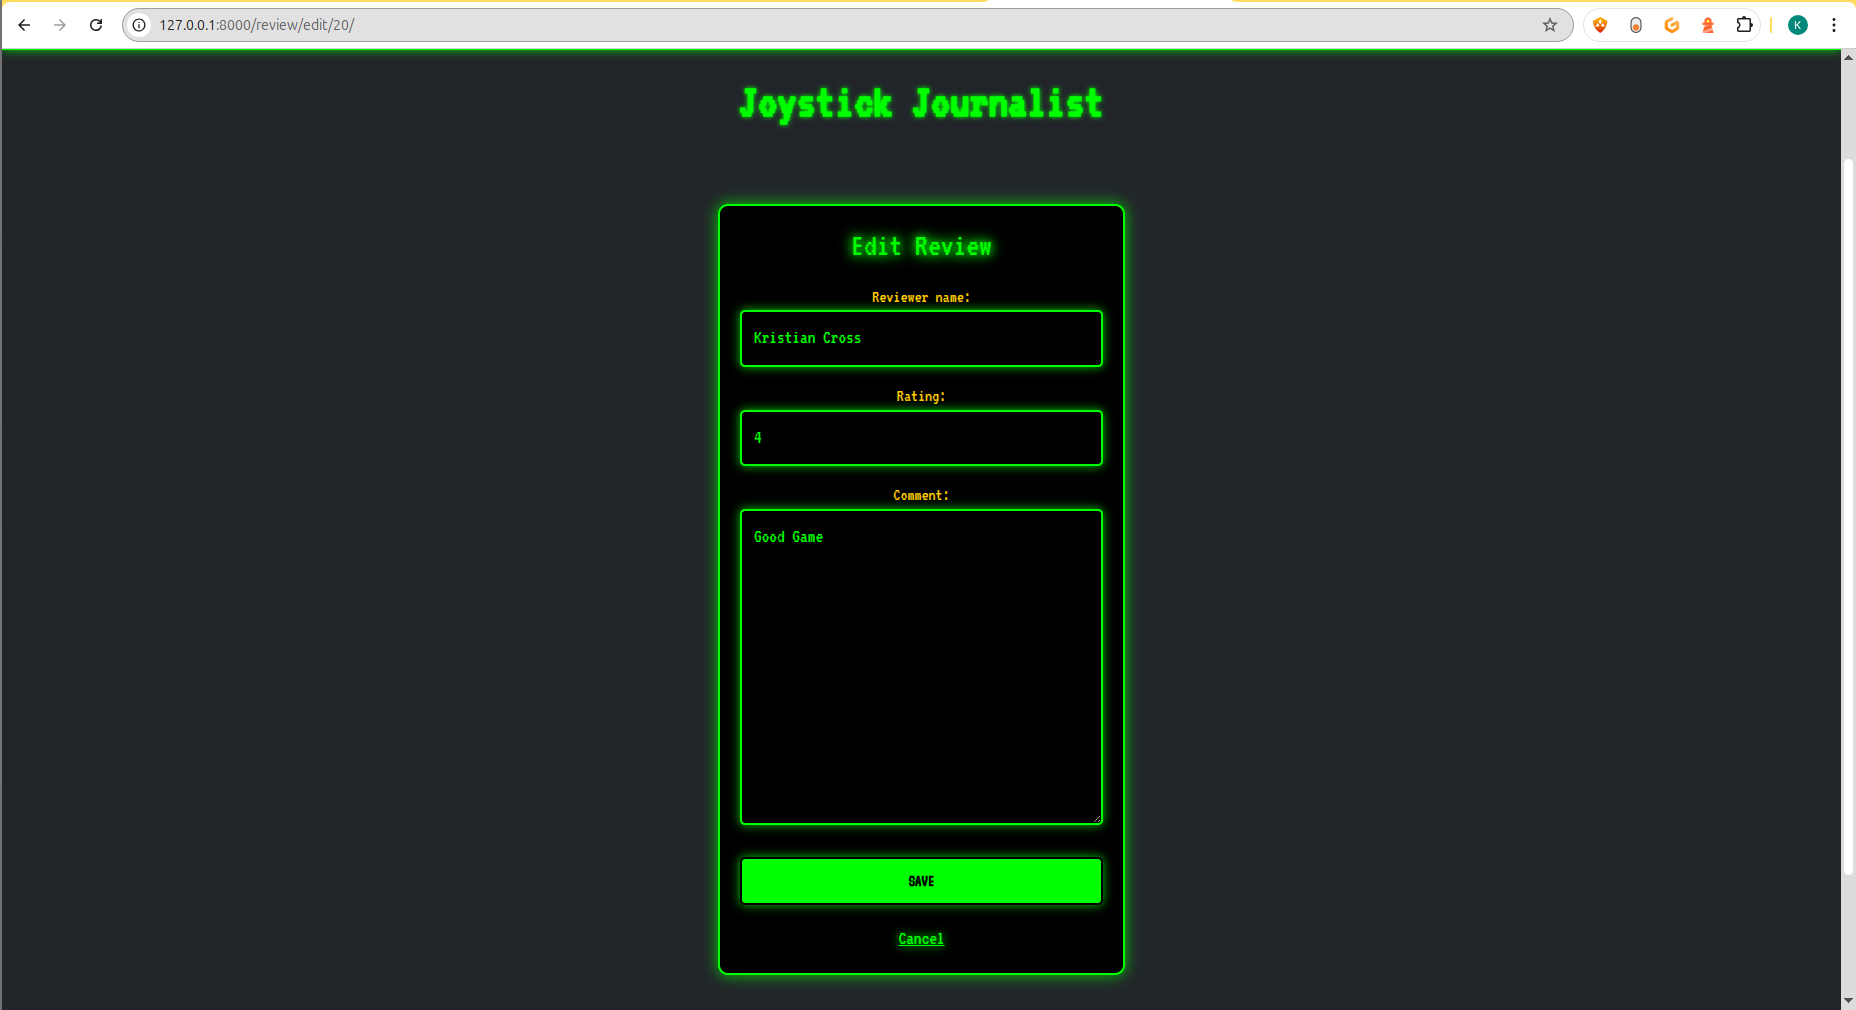 127.0.0.1:8000/review/edit/20/
K
Joystick Journalist
Edit Review
Reviewer name:
Kristian Cross
Rating:
4
Comment:
Good Game
SAVE
Cancel